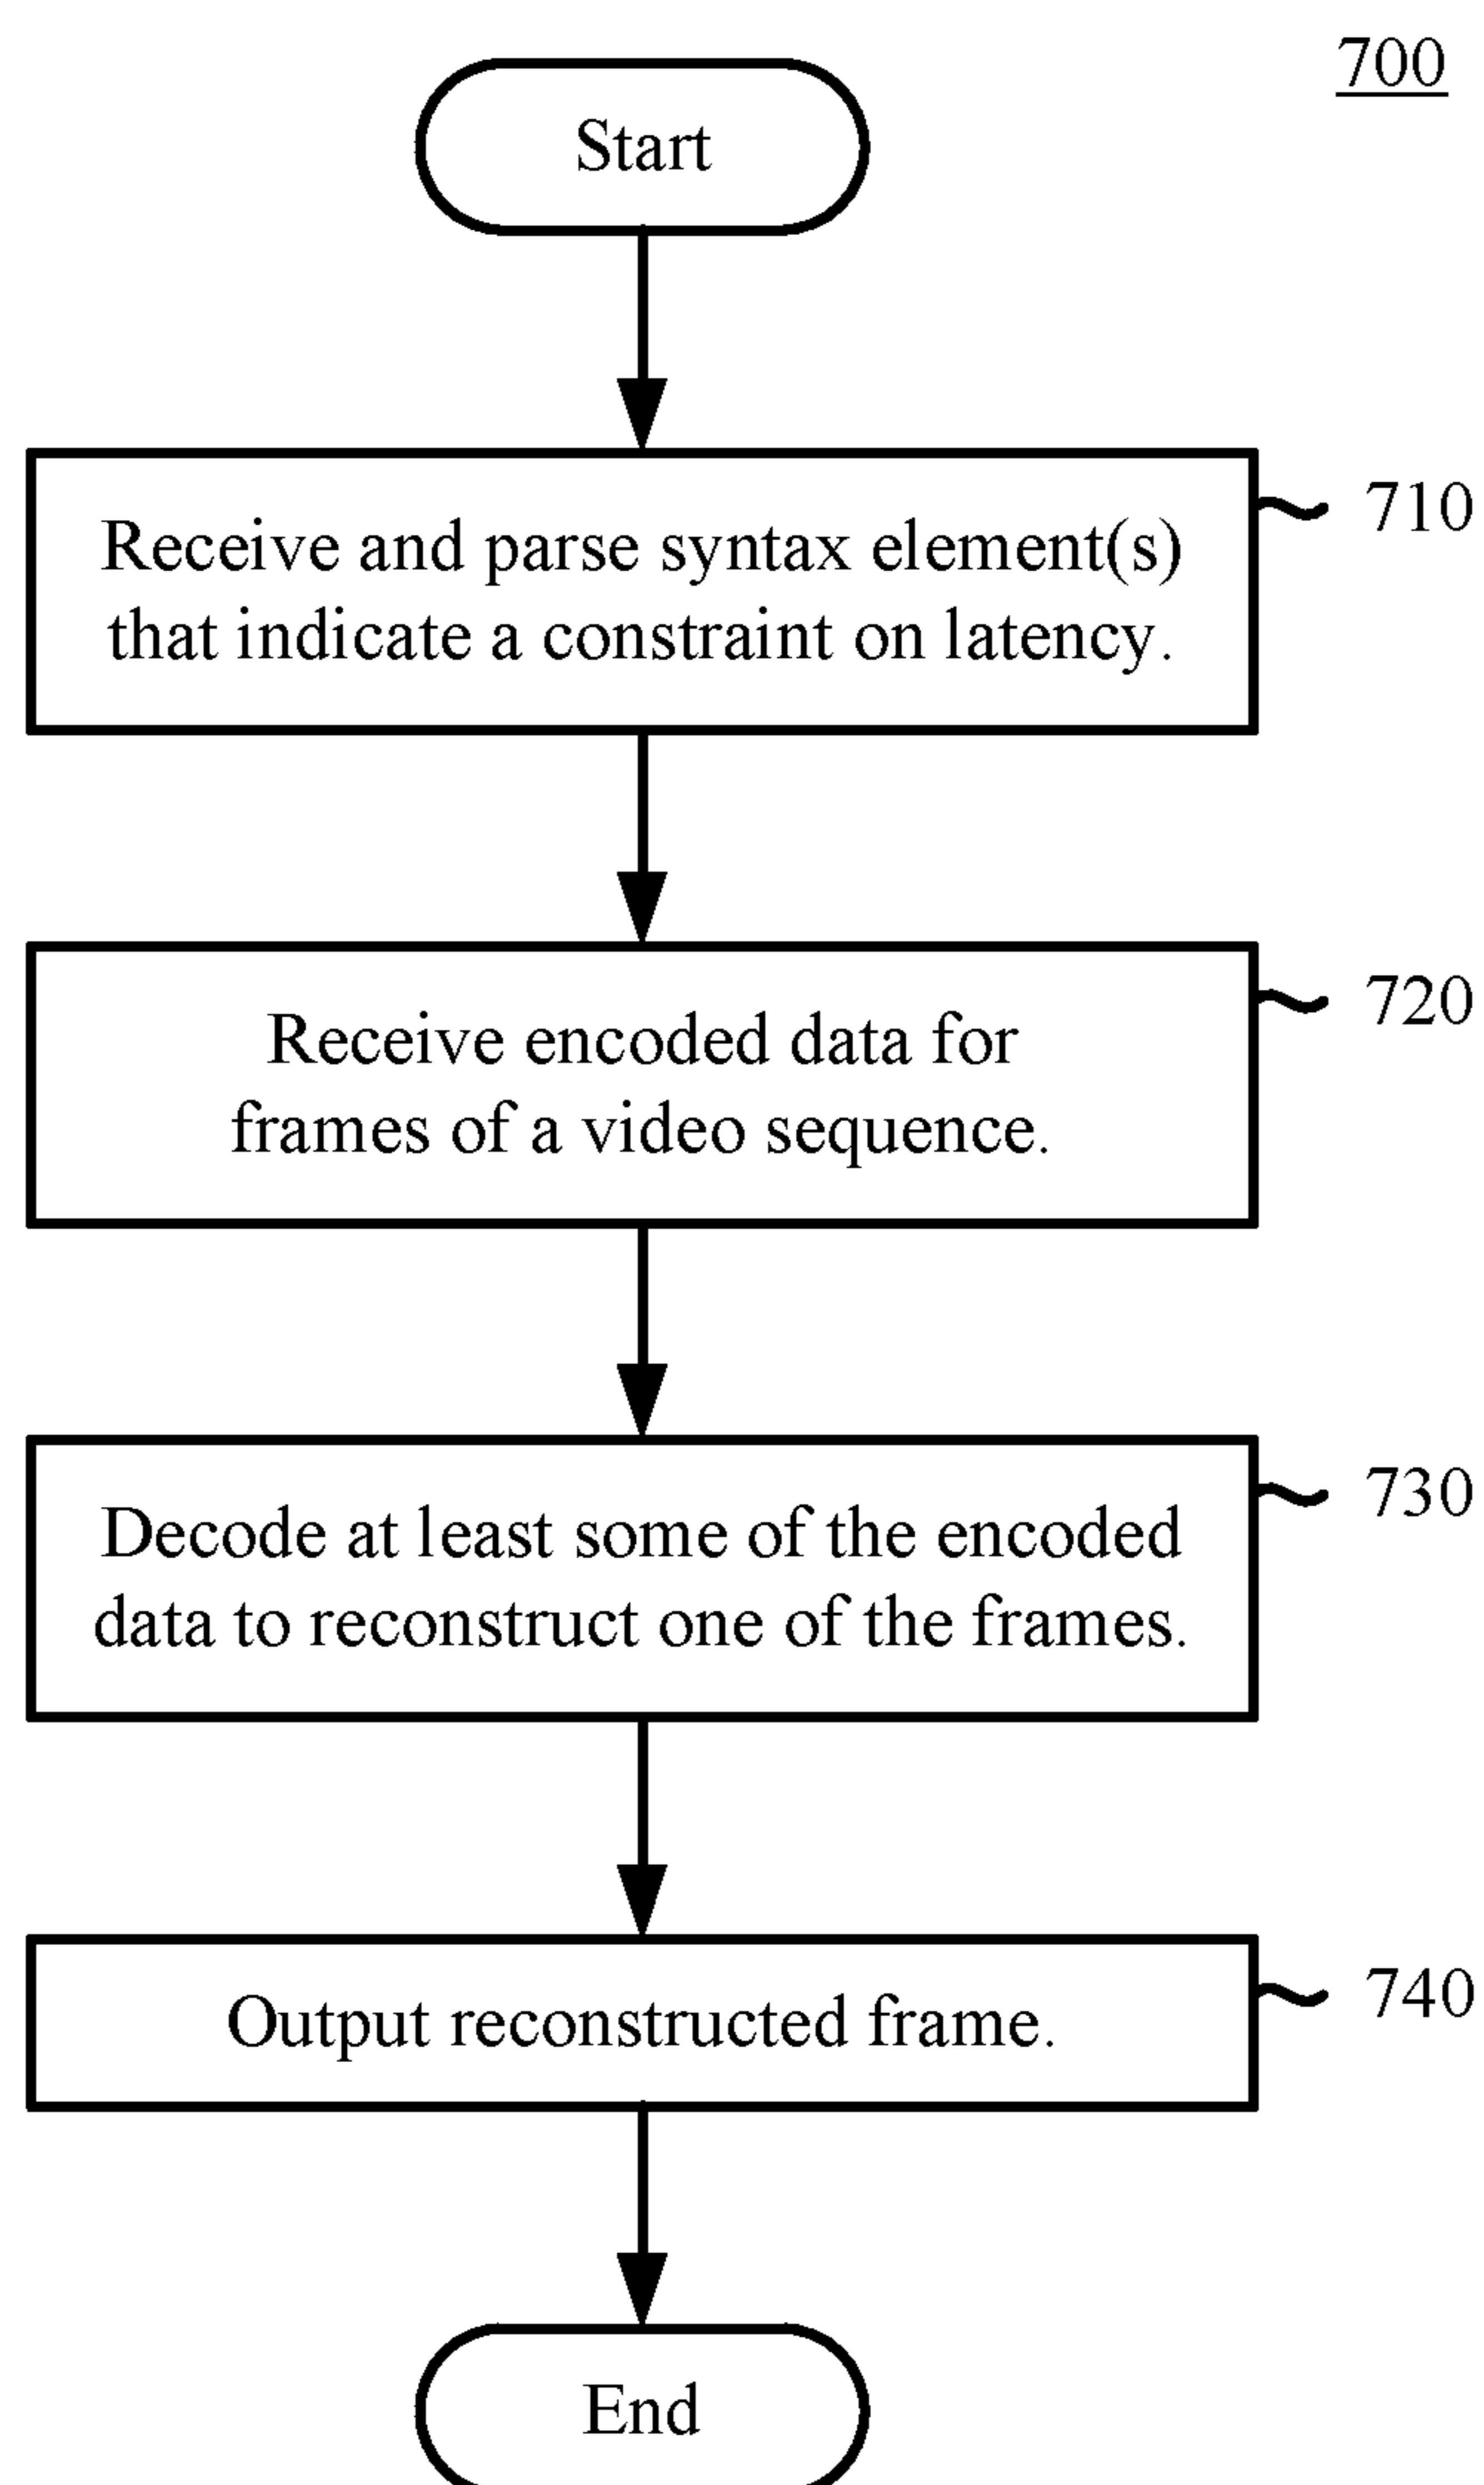 700
Start
Receive and parse syntax element(s)
that indicate a constraint on latency.
710
Receive encoded data for
frames of a video sequence.
720
Decode at least some of the encoded
data to reconstruct one of the frames.
730
Output reconstructed frame.
740
End